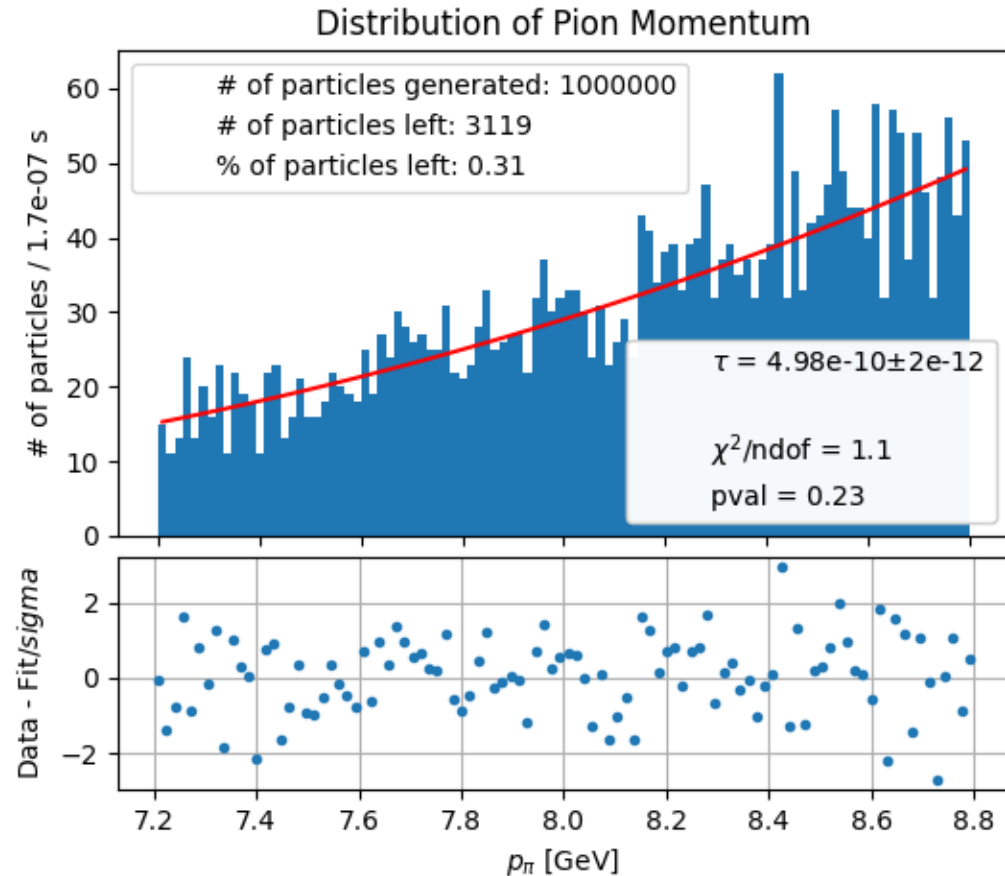 Distribution of Pion Momentum
# of particles / 1.7e-07 s
60
50
40
30
20
10
0
# of particles generated: 1000000
# of particles left: 3119
% of particles left: 0.31
τ = 4.98e-10±2e-12
χ²/ndof = 1.1
pval = 0.23
Data - Fit/sigma
2
0
−2
7.2 7.4 7.6 7.8 8.0 8.2 8.4 8.6 8.8
pπ [GeV]